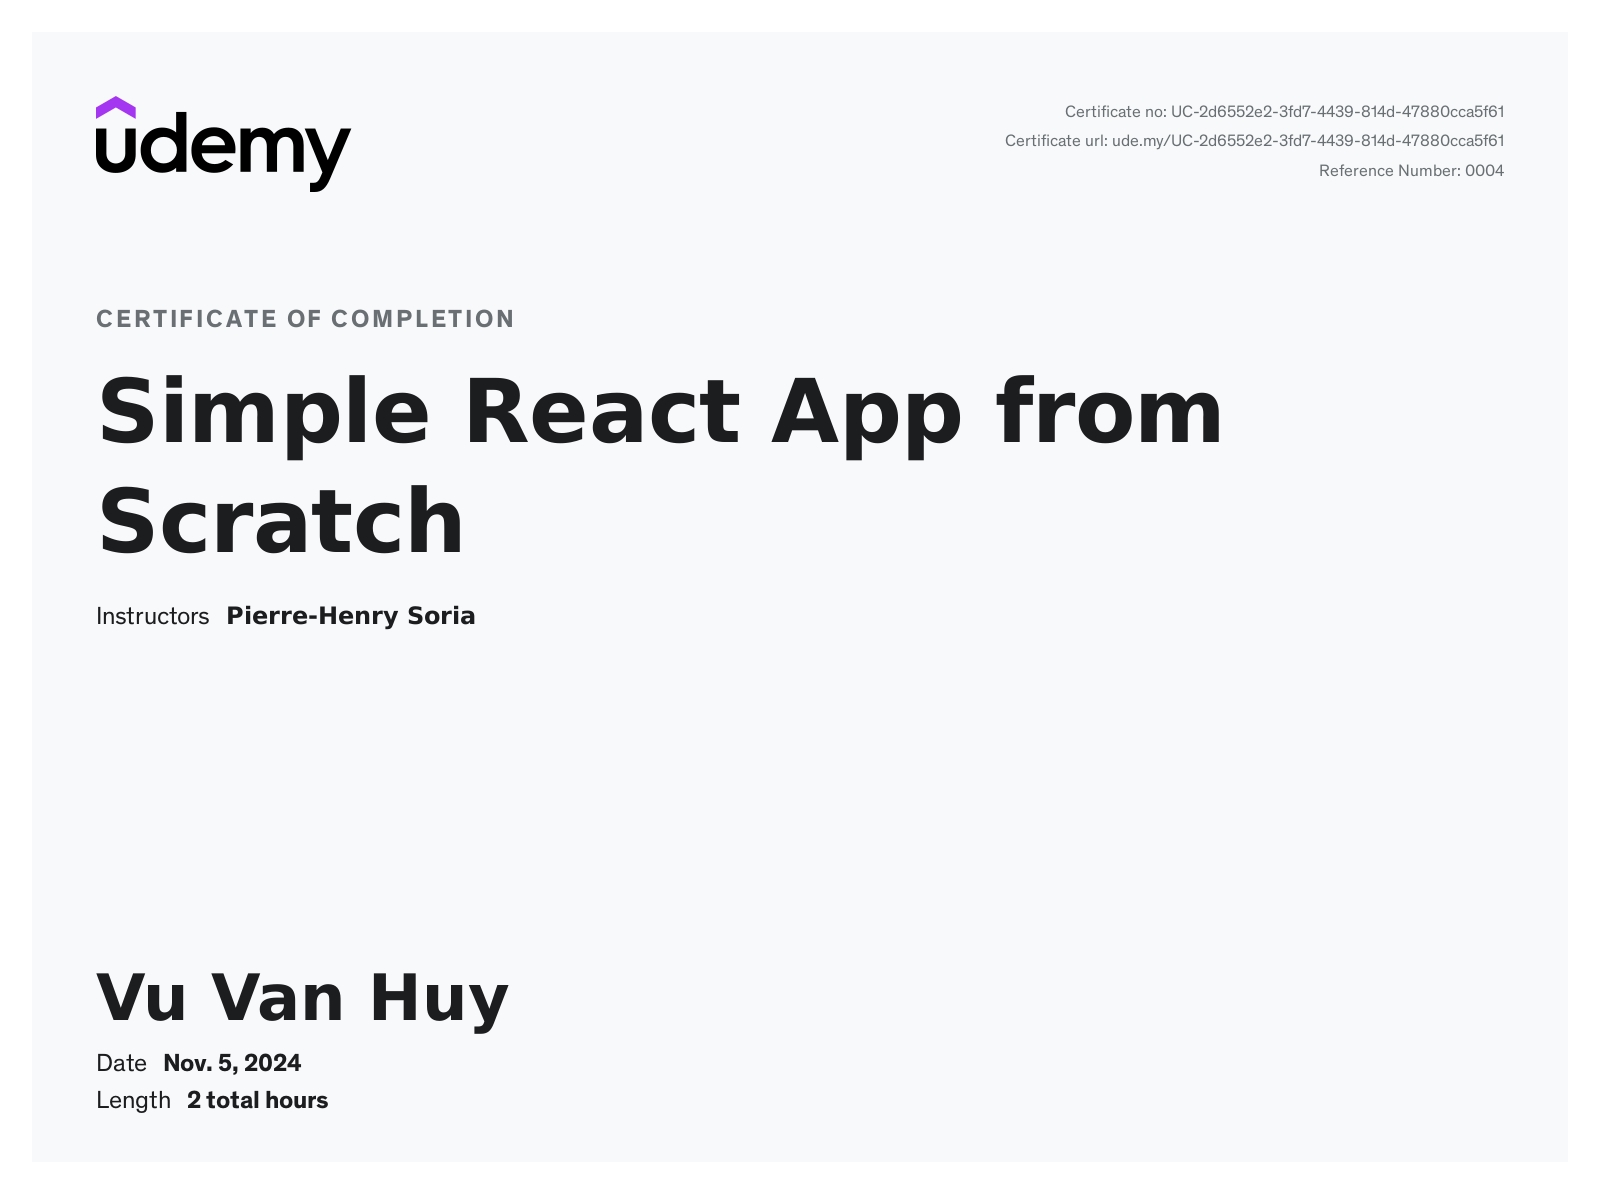 udemy
Certificate no: UC-2d6552e2-3fd7-4439-814d-47880cca5f61
Certificate url: ude.my/UC-2d6552e2-3fd7-4439-814d-47880cca5f61
Reference Number: 0004
CERTIFICATE OF COMPLETION
Simple React App from
Scratch
Instructors Pierre-Henry Soria
Vu Van Huy
Date Nov. 5, 2024
Length 2 total hours